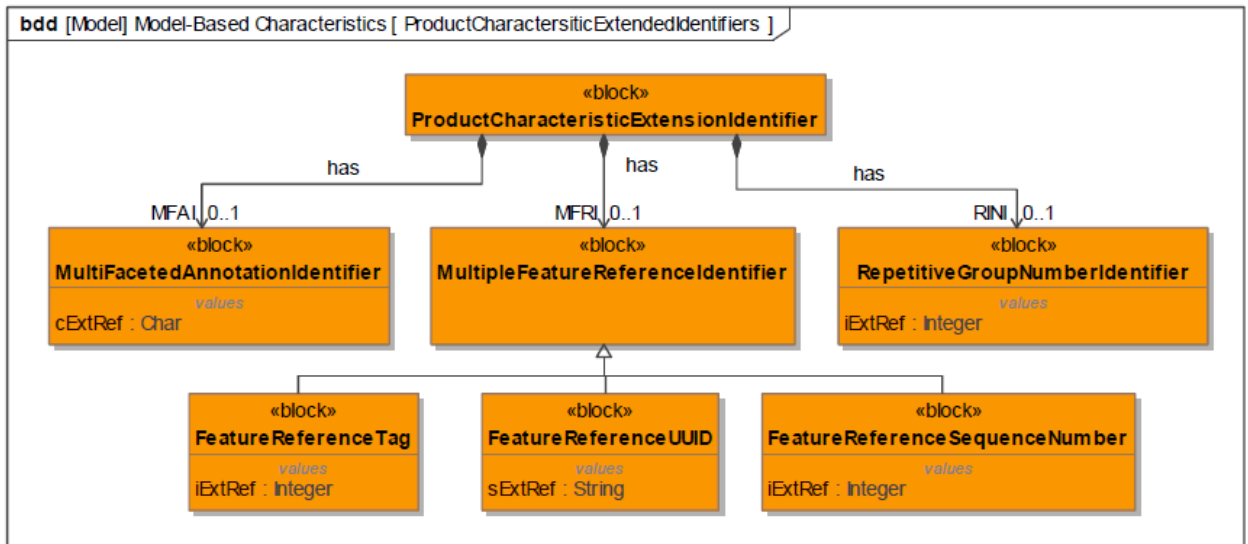 bdd [Model] Model-Based Characteristics [ ProductCharactersiticExtendedIdentifiers ]
«block»
ProductCharacteristicExtensionIdentifier
has
has
has
MFAI 0..1
MFRI 0..1
RINI 0..1
«block»
MultiFacetedAnnotationIdentifier
values
cExtRef : Char
«block»
MultipleFeatureReferenceIdentifier
«block»
RepetitiveGroupNumberIdentifier
values
iExtRef : Integer
«block»
FeatureReferenceTag
values
iExtRef : Integer
«block»
FeatureReferenceUUID
values
sExtRef : String
«block»
FeatureReferenceSequenceNumber
values
iExtRef : Integer